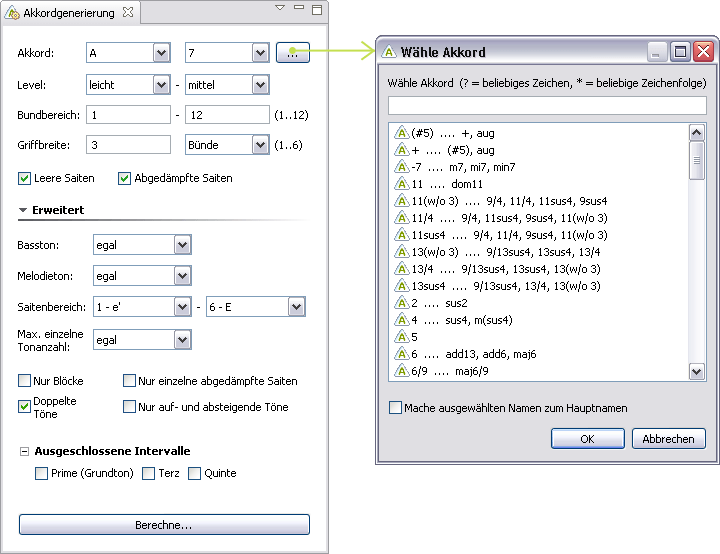 Akkordgenerierung
Akkord: A 7 ...
Level: leicht - mittel
Bundbereich: 1 - 12 (1..12)
Griffbreite: 3 Bünde (1..6)
Leere Saiten Abgedämpfte Saiten
Erweitert
Basston: egal
Melodieton: egal
Saitenbereich: 1 - e' - 6 - E
Max. einzelne
Tonanzahl: egal
Nur Blöcke Nur einzelne abgedämpfte Saiten
Doppelte
Töne Nur auf- und absteigende Töne
Ausgeschlossene Intervalle
Prime (Grundton) Terz Quinte
Berechne...
Wähle Akkord
Wähle Akkord (? = beliebiges Zeichen, * = beliebige Zeichenfolge)
(#5) .... +, aug
+ .... (#5), aug
-7 .... m7, mi7, min7
11 .... dom11
11(w/o 3) .... 9/4, 11/4, 11sus4, 9sus4
11/4 .... 9/4, 11sus4, 9sus4, 11(w/o 3)
11sus4 .... 9/4, 11/4, 9sus4, 11(w/o 3)
13(w/o 3) .... 9/13sus4, 13sus4, 13/4
13/4 .... 9/13sus4, 13sus4, 13(w/o 3)
13sus4 .... 9/13sus4, 13/4, 13(w/o 3)
2 .... sus2
4 .... sus4, m(sus4)
5
6 .... add13, add6, maj6
6/9 .... maj6/9
Mache ausgewählten Namen zum Hauptnamen
OK Abbrechen